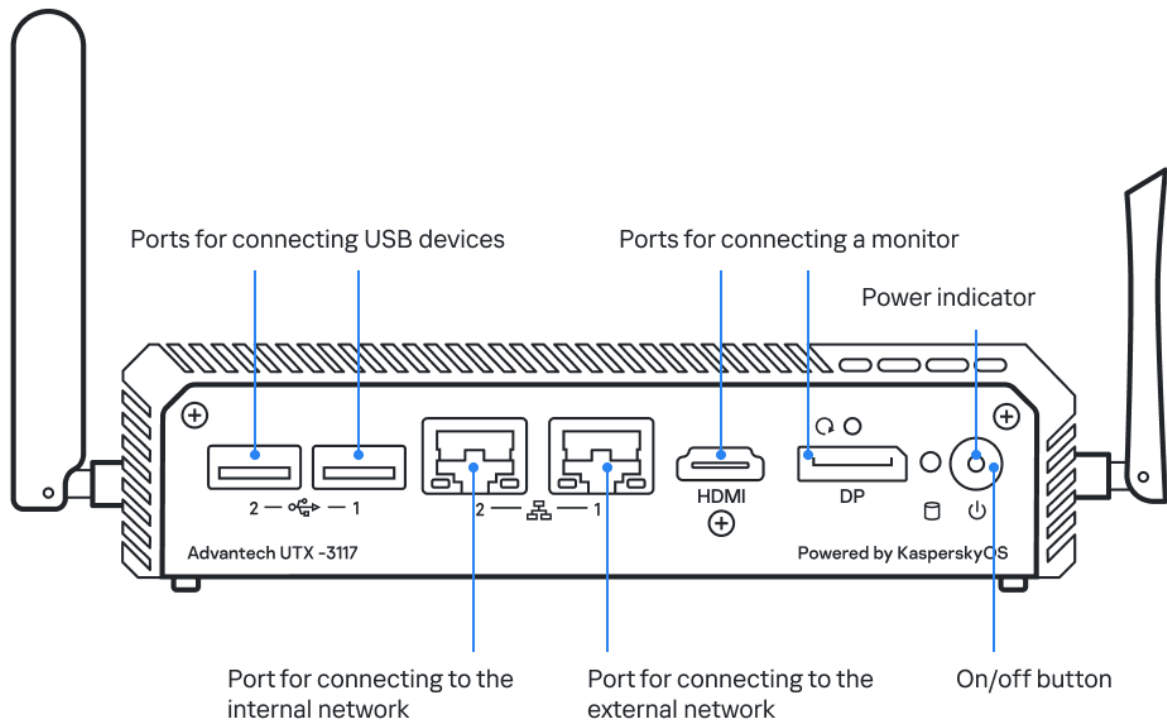 Ports for connecting USB devices
Ports for connecting a monitor
Power indicator
HDMI
DP
2
1
2
1
Advantech UTX -3117
Powered by KasperskyOS
Port for connecting to the
internal network
Port for connecting to the
external network
On/off button